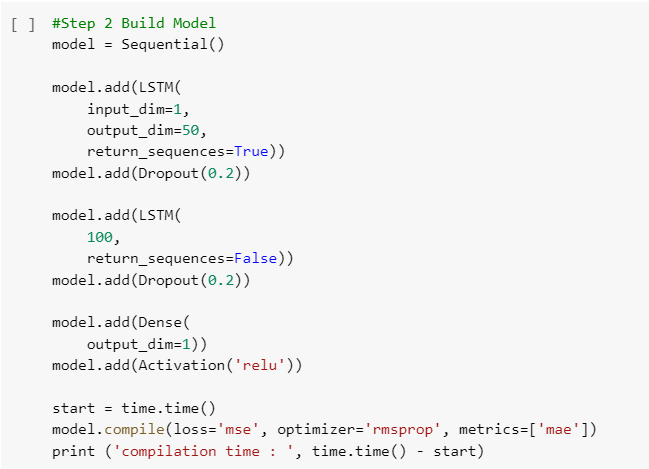 [ ] #Step 2 Build Model
model = Sequential()
model.add(LSTM(
input_dim=1,
output_dim=50,
return_sequences=True))
model.add(Dropout(0.2))
model.add(LSTM(
100,
return_sequences=False))
model.add(Dropout(0.2))
model.add(Dense(
output_dim=1))
model.add(Activation('relu'))
start = time.time()
model.compile(loss='mse', optimizer='rmsprop', metrics=['mae'])
print ('compilation time : ', time.time() - start)